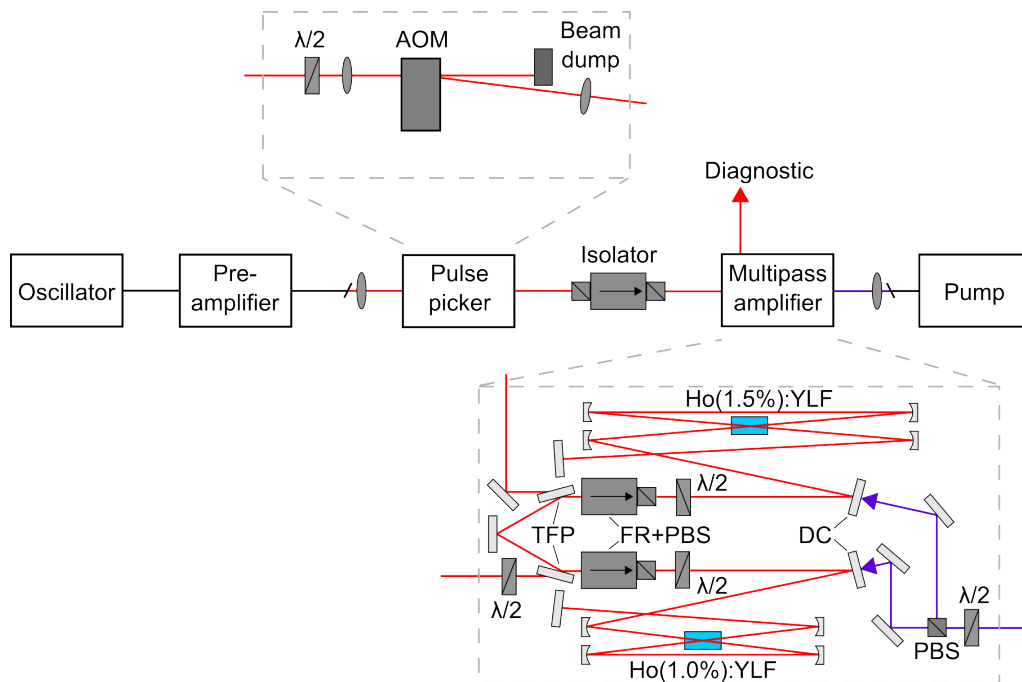 λ/2
AOM
Beam
dump
Diagnostic
Oscillator
Pre-
amplifier
Pulse
picker
Isolator
Multipass
amplifier
Pump
Ho(1.5%):YLF
λ/2
TFP
FR+PBS
DC
λ/2
λ/2
λ/2
PBS
Ho(1.0%):YLF